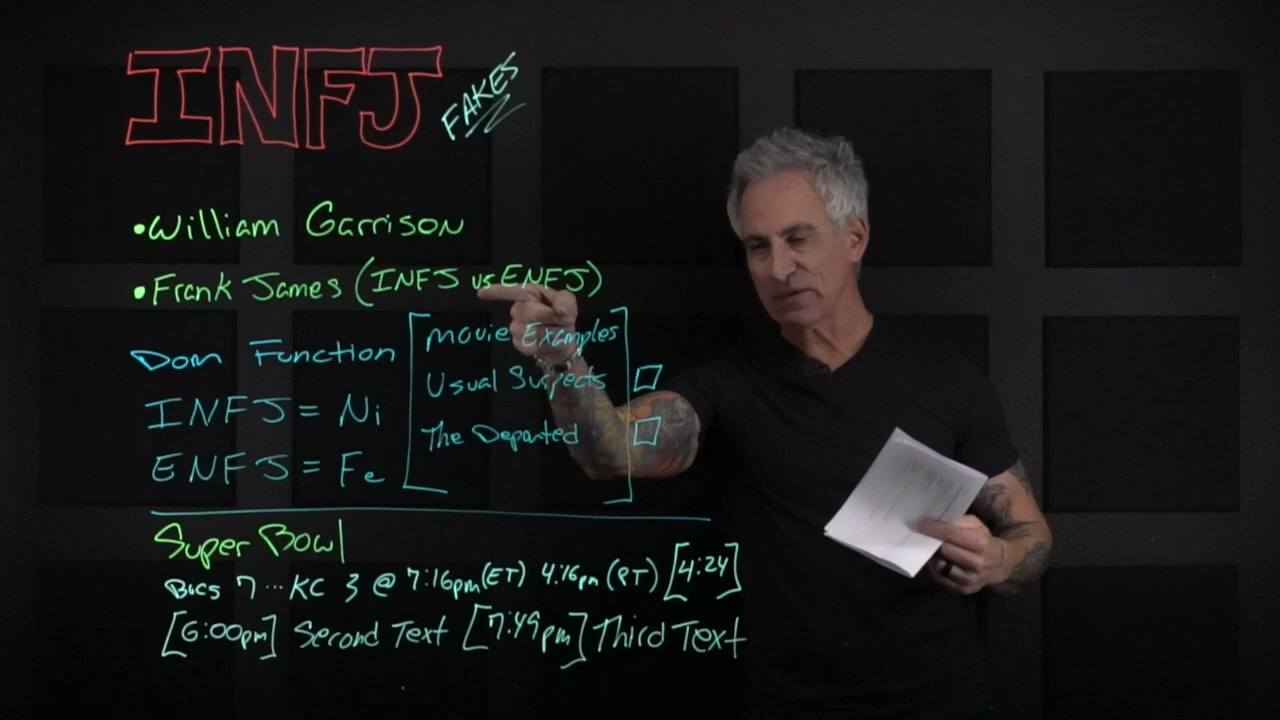 INFJ FAKES
•William Garrison
•Frank James (INFJ vs ENFJ)
Dom Function
INFJ = Ni
ENFJ = Fe
[Movie Examples
Usual Suspects □
The Departed □]
Super Bowl
Bucs 7 ... KC 3 @ 7:16pm (ET) 4:16pm (PT) [4:24]
[6:00pm] Second Text [7:49pm] Third Text